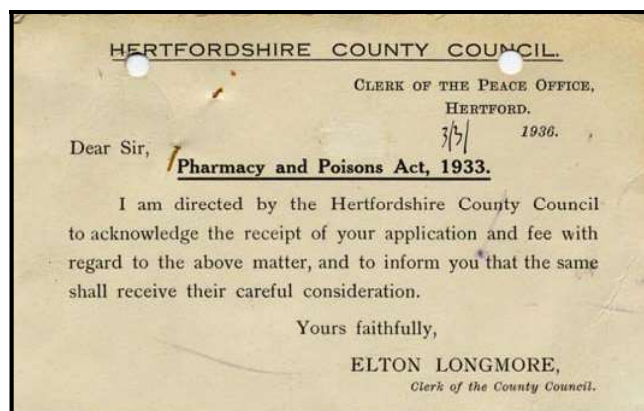 HERTFORDSHIRE COUNTY COUNCIL.
CLERK OF THE PEACE OFFICE,
HERTFORD.
3/3/ 1936.
Dear Sir,
Pharmacy and Poisons Act, 1933.
I am directed by the Hertfordshire County Council
to acknowledge the receipt of your application and fee with
regard to the above matter, and to inform you that the same
shall receive their careful consideration.
Yours faithfully,
ELTON LONGMORE,
Clerk of the County Council.